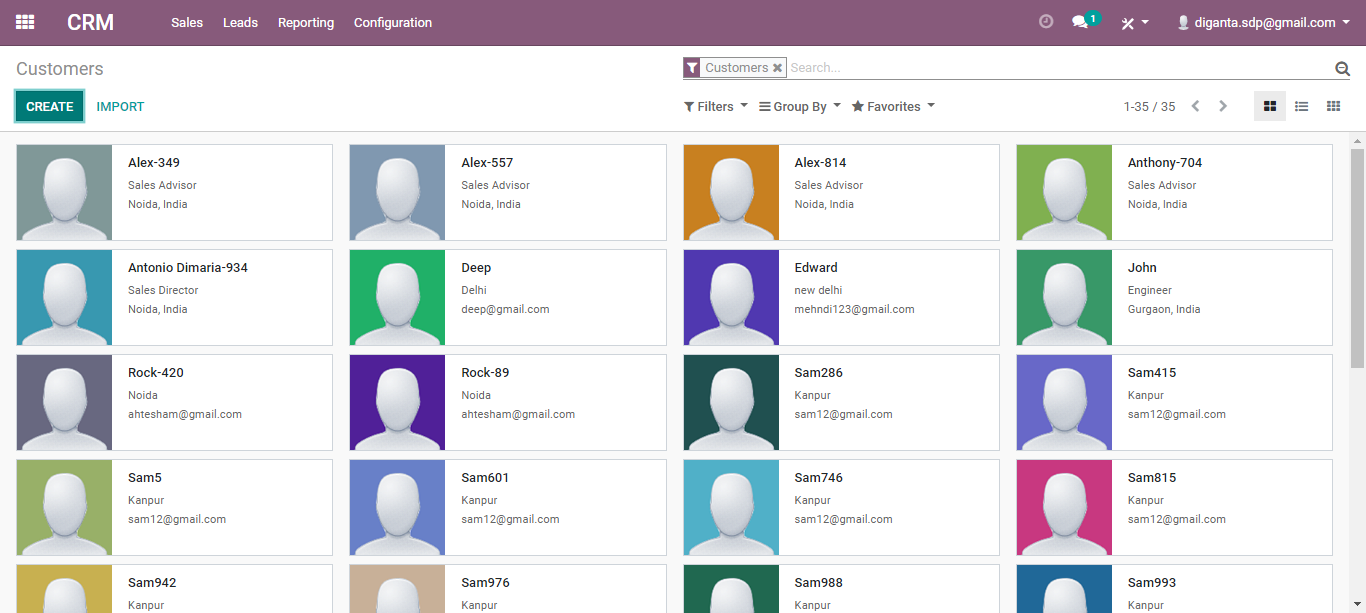 CRM Sales Leads Reporting Configuration 1 diganta.sdp@gmail.com
Customers Customers Search...
CREATE IMPORT Filters Group By Favorites 1-35 / 35
Alex-349
Sales Advisor
Noida, India
Alex-557
Sales Advisor
Noida, India
Alex-814
Sales Advisor
Noida, India
Anthony-704
Sales Advisor
Noida, India
Antonio Dimaria-934
Sales Director
Noida, India
Deep
Delhi
deep@gmail.com
Edward
new delhi
mehndi123@gmail.com
John
Engineer
Gurgaon, India
Rock-420
Noida
ahtesham@gmail.com
Rock-89
Noida
ahtesham@gmail.com
Sam286
Kanpur
sam12@gmail.com
Sam415
Kanpur
sam12@gmail.com
Sam5
Kanpur
sam12@gmail.com
Sam601
Kanpur
sam12@gmail.com
Sam746
Kanpur
sam12@gmail.com
Sam815
Kanpur
sam12@gmail.com
Sam942
Kanpur
Sam976
Kanpur
Sam988
Kanpur
Sam993
Kanpur